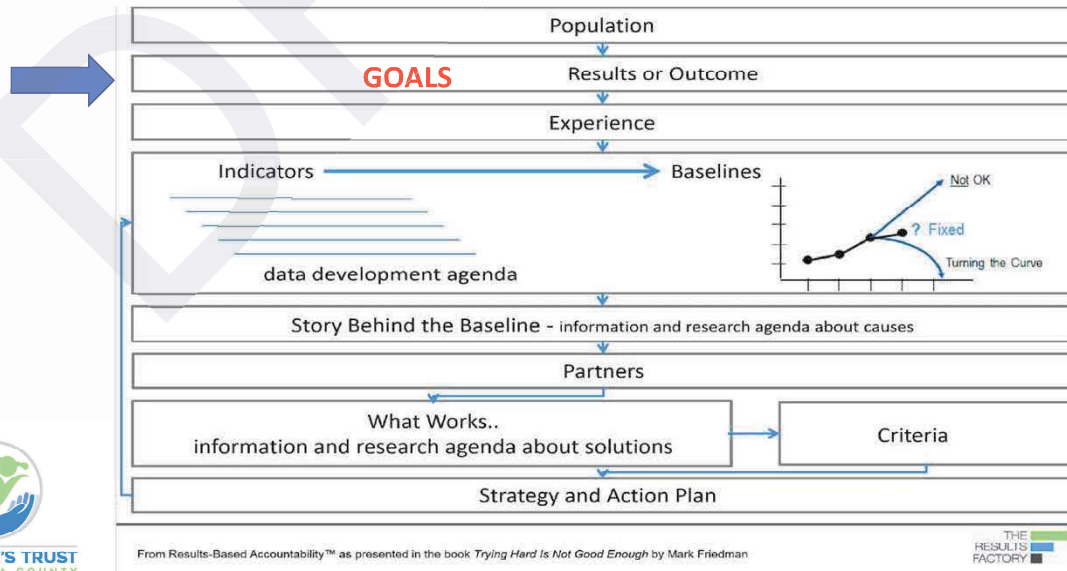 Population
GOALS Results or Outcome
Experience
Indicators Baselines
Not OK
? Fixed
Turning the Curve
data development agenda
Story Behind the Baseline - information and research agenda about causes
Partners
What Works..
information and research agenda about solutions
Criteria
Strategy and Action Plan
'S TRUST
COUNTY
From Results-Based Accountability™ as presented in the book Trying Hard Is Not Good Enough by Mark Friedman
THE
RESULTS
FACTORY